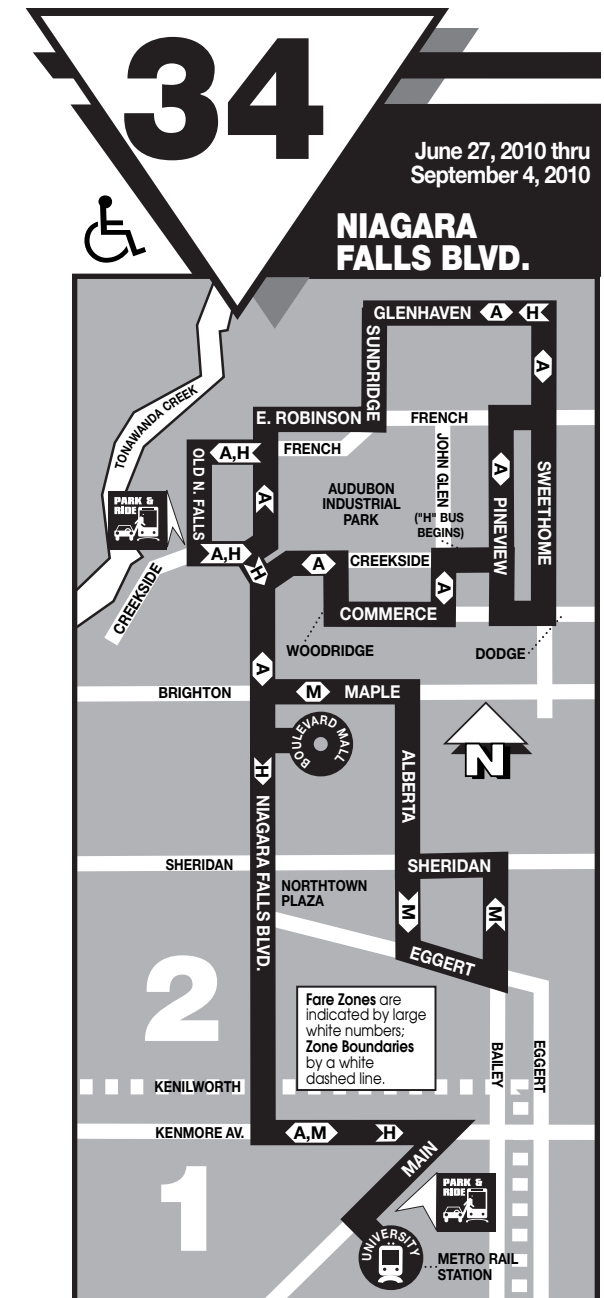 34
June 27, 2010 thru
September 4, 2010
NIAGARA
FALLS BLVD.
GLENHAVEN A H
A
SUNDRIDGE
TONAWANDA CREEK
E. ROBINSON
FRENCH
OLD N. FALLS
A,H
FRENCH
JOHN GLEN
A
PARK &
RIDE
A
AUDUBON
INDUSTRIAL
PARK
("H" BUS
BEGINS)
PINEVIEW
SWEETHOME
A,H
H
A
CREEKSIDE
CREEKSIDE
A
COMMERCE
WOODRIDGE
DODGE
A
BRIGHTON
M MAPLE
BOULEVARD MALL
N
H
ALBERTA
NIAGARA FALLS BLVD.
SHERIDAN
SHERIDAN
NORTHTOWN
PLAZA
M
M
EGGERT
2
Fare Zones are
indicated by large
white numbers;
Zone Boundaries
by a white
dashed line.
BAILEY
EGGERT
KENILWORTH
KENMORE AV.
A,M
H
MAIN
1
PARK &
RIDE
UNIVERSITY
METRO RAIL
STATION